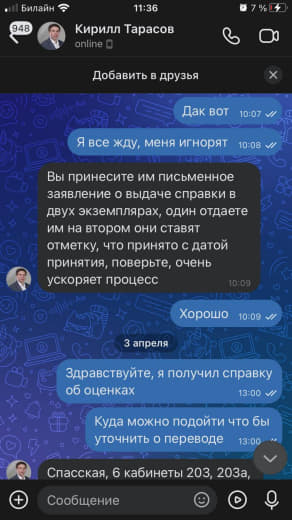 Билайн 11:36 7 %
948
Кирилл Тарасов
online
Добавить в друзья
Дак вот 10:07
Я все жду, меня игнорят 10:08
Вы принесите им письменное
заявление о выдаче справки в
двух экземплярах, один отдаете
им на втором они ставят
отметку, что принято с датой
принятия, поверьте, очень
ускоряет процесс
10:09
Хорошо 10:09
3 апреля
Здравствуйте, я получил справку
об оценках 13:00
Куда можно подойти что бы
уточнить о переводе 13:00
Спасская, 6 кабинеты 203, 203а,
Сообщение